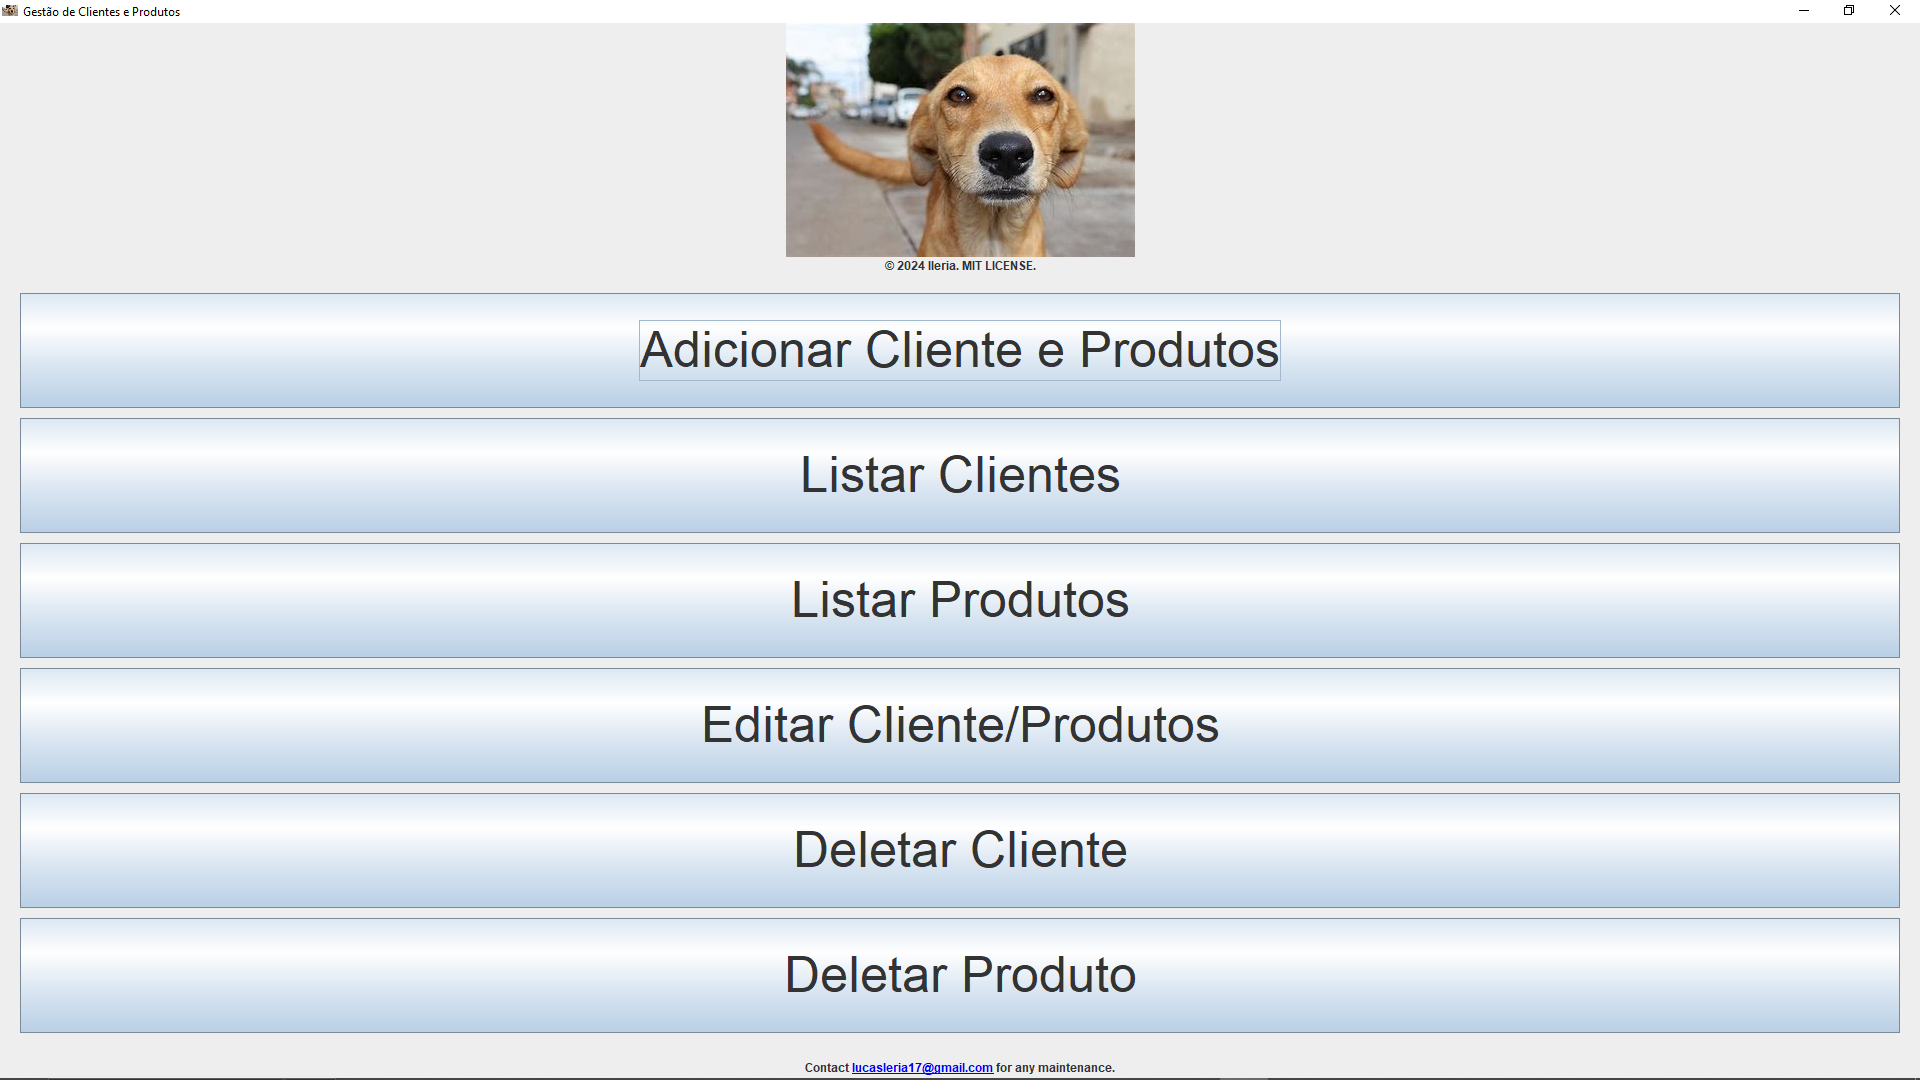 Gestão de Clientes e Produtos
© 2024 lleria. MIT LICENSE.
Adicionar Cliente e Produtos
Listar Clientes
Listar Produtos
Editar Cliente/Produtos
Deletar Cliente
Deletar Produto
Contact lucasleria17@gmail.com for any maintenance.